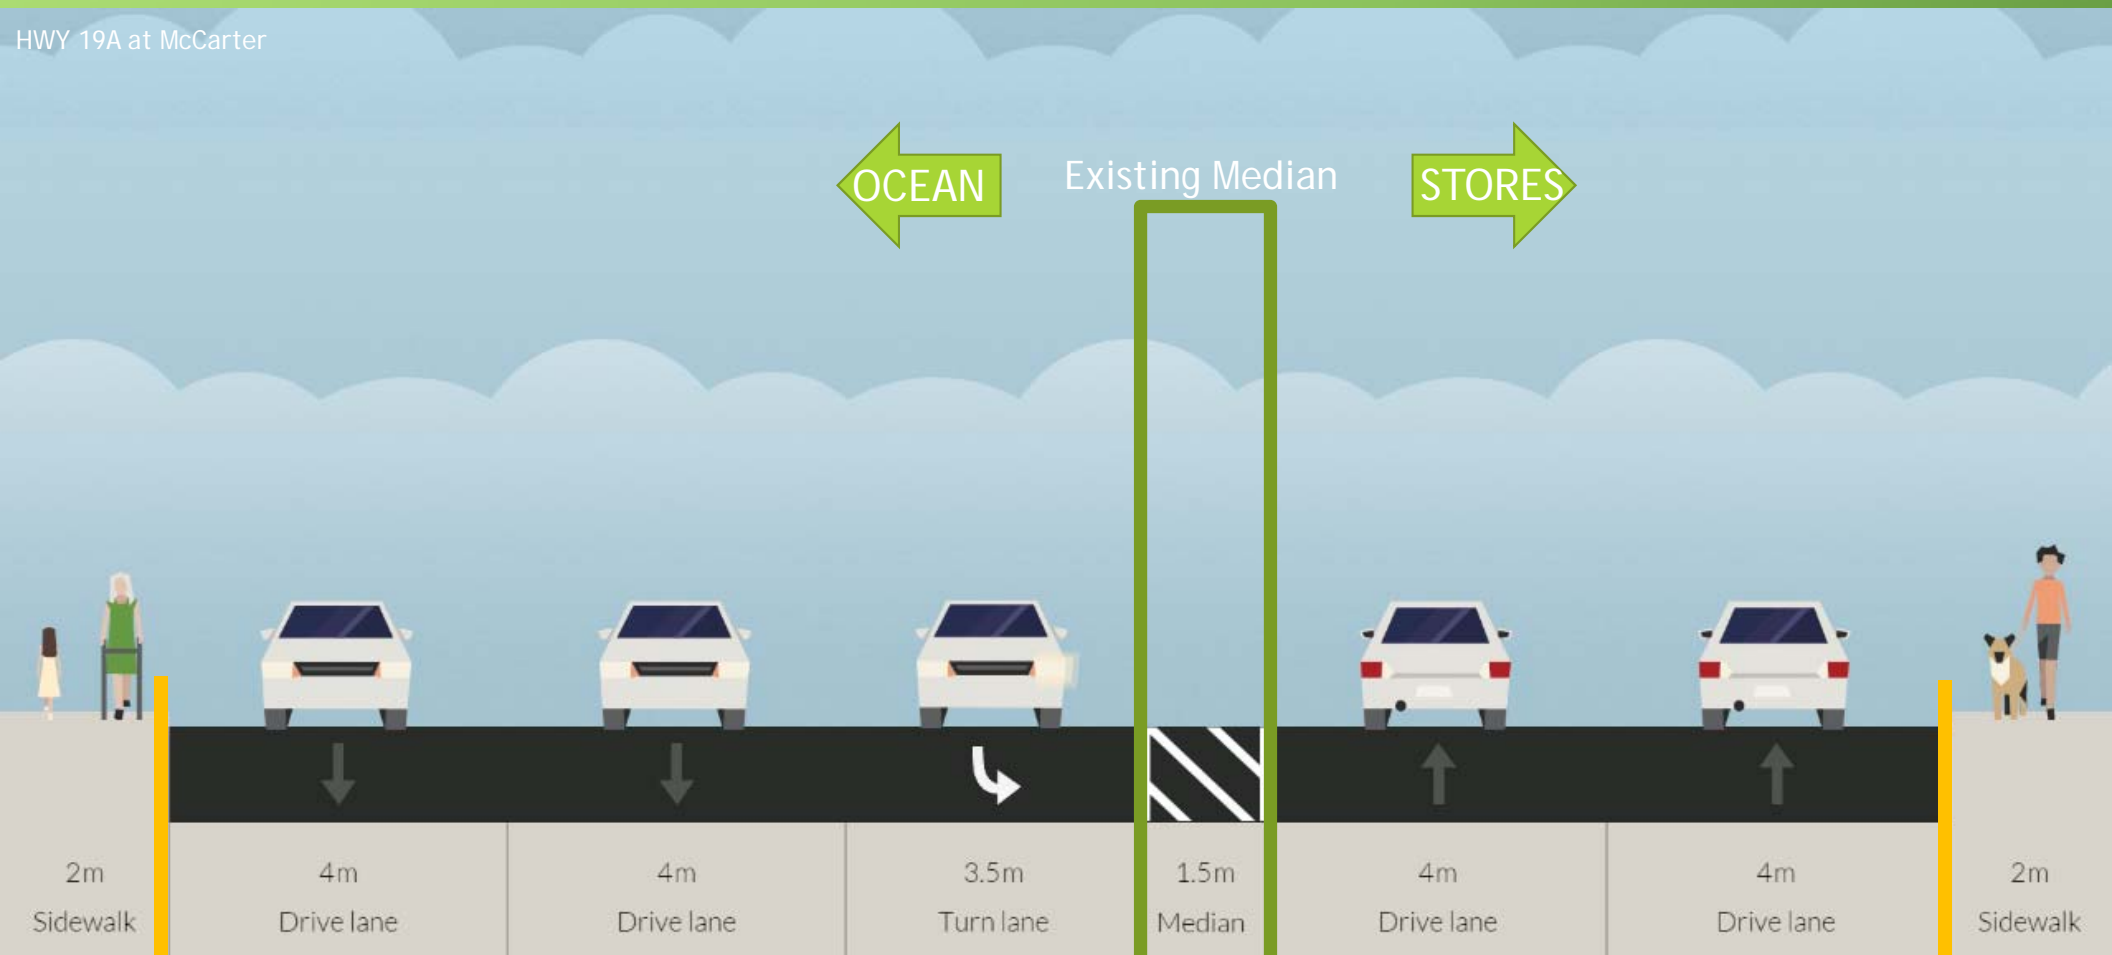 HWY 19A at McCarter
OCEAN
Existing Median
STORES
2m
4m
4m
3.5m
1.5m
4m
4m
2m
Sidewalk
Drive lane
Drive lane
Turn lane
Median
Drive lane
Drive lane
Sidewalk